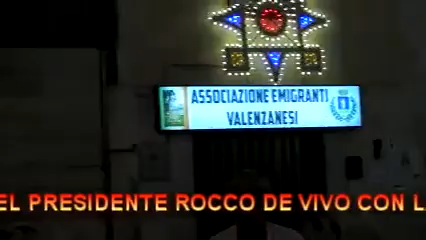 ASSOCIAZIONE EMIGRANTI
VALENZANESI
EL PRESIDENTE ROCCO DE VIVO CON L